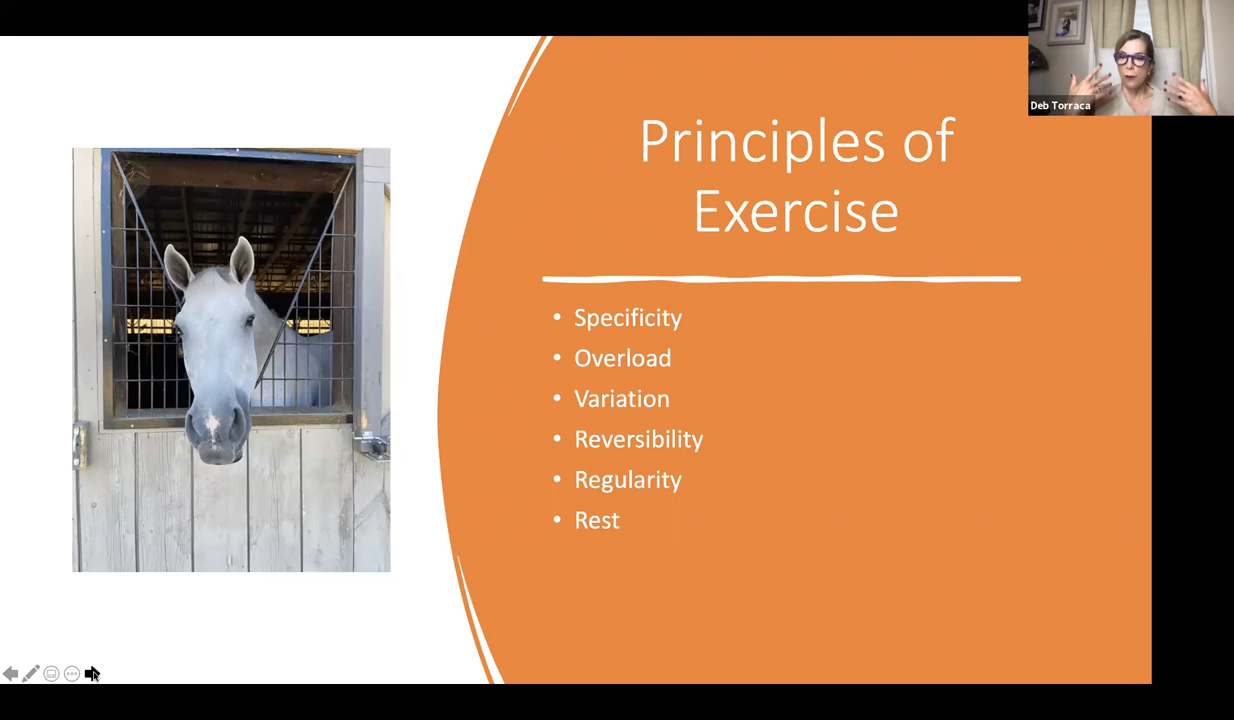 Deb Torraca
Principles of
Exercise
• Specificity
• Overload
• Variation
• Reversibility
• Regularity
• Rest